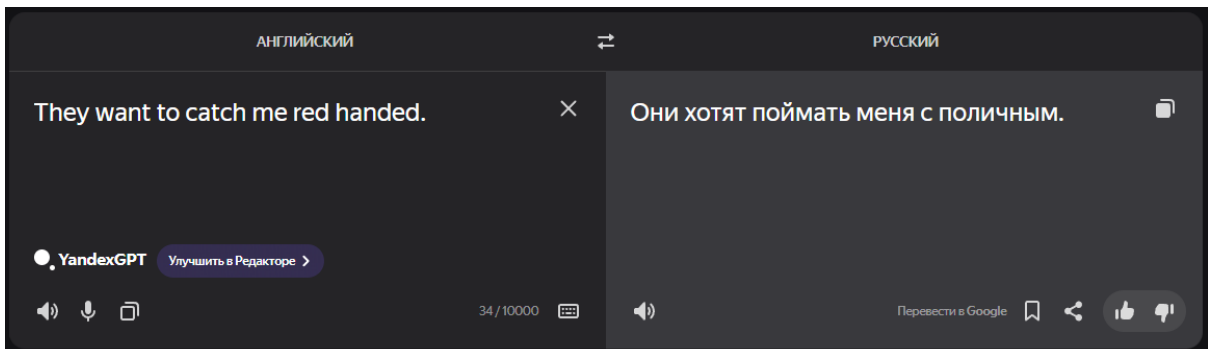 АНГЛИЙСКИЙ
РУССКИЙ
They want to catch me red handed.
Они хотят поймать меня с поличным.
YandexGPT
Улучшить в Редакторе
34/10000
Перевести в Google